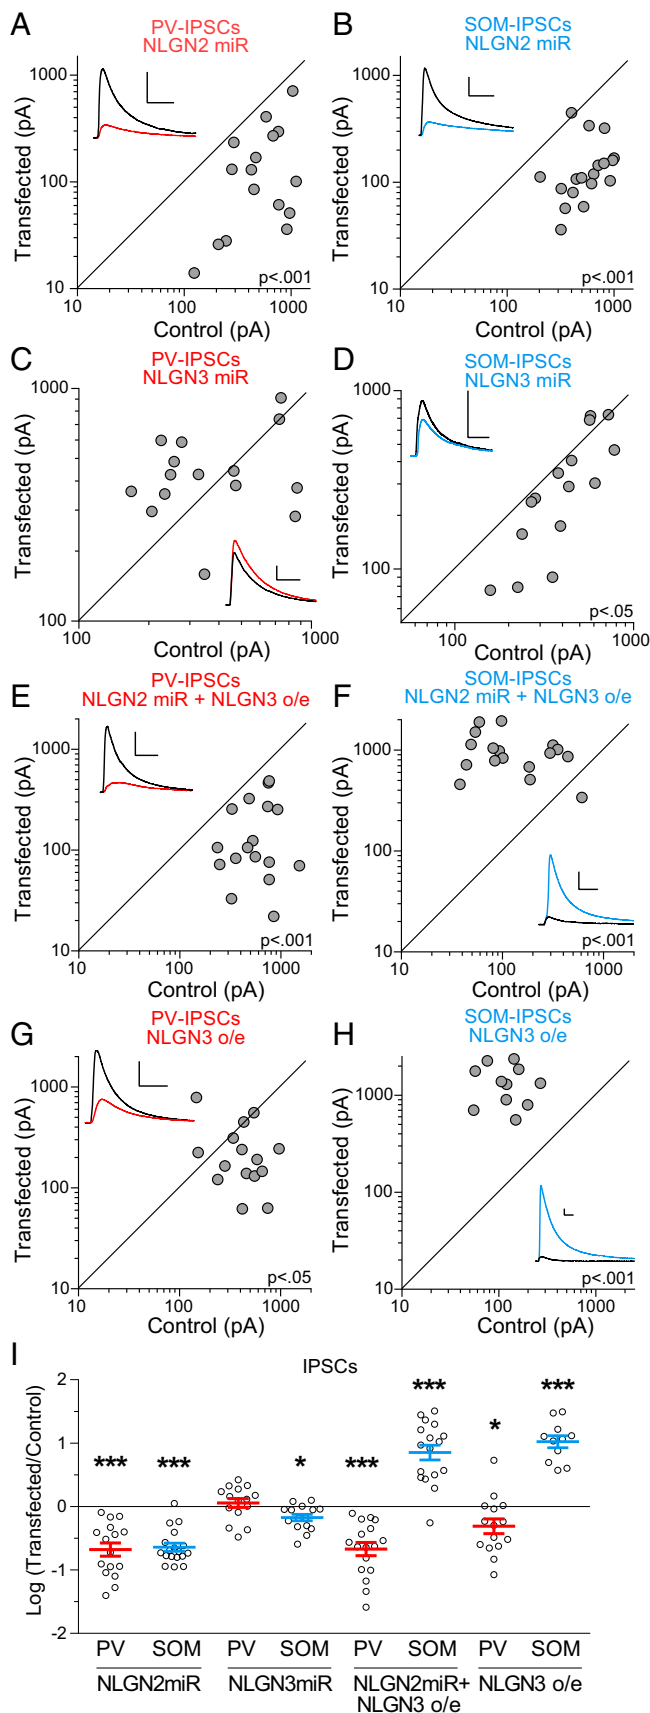 A
PV-IPSCs
NLGN2 miR
Transfected (pA)
1000
100
10
10
100
1000
p<.001
Control (pA)
B
SOM-IPSCs
NLGN2 miR
Transfected (pA)
1000
100
10
10
100
1000
p<.001
Control (pA)
C
PV-IPSCs
NLGN3 miR
Transfected (pA)
1000
100
100
1000
Control (pA)
D
SOM-IPSCs
NLGN3 miR
Transfected (pA)
1000
100
100
1000
p<.05
Control (pA)
E
PV-IPSCs
NLGN2 miR + NLGN3 o/e
Transfected (pA)
1000
100
10
10
100
1000
p<.001
Control (pA)
F
SOM-IPSCs
NLGN2 miR + NLGN3 o/e
Transfected (pA)
1000
100
10
10
100
1000
p<.001
Control (pA)
G
PV-IPSCs
NLGN3 o/e
Transfected (pA)
1000
100
10
10
100
1000
p<.05
Control (pA)
H
SOM-IPSCs
NLGN3 o/e
Transfected (pA)
1000
100
10
10
100
1000
p<.001
Control (pA)
I
IPSCs
Log (Transfected/Control)
2
1
0
-1
-2
*** *** * *** *** * ***
PV SOM PV SOM PV SOM PV SOM
NLGN2miR NLGN3miR NLGN2miR+ NLGN3 o/e
NLGN3 o/e